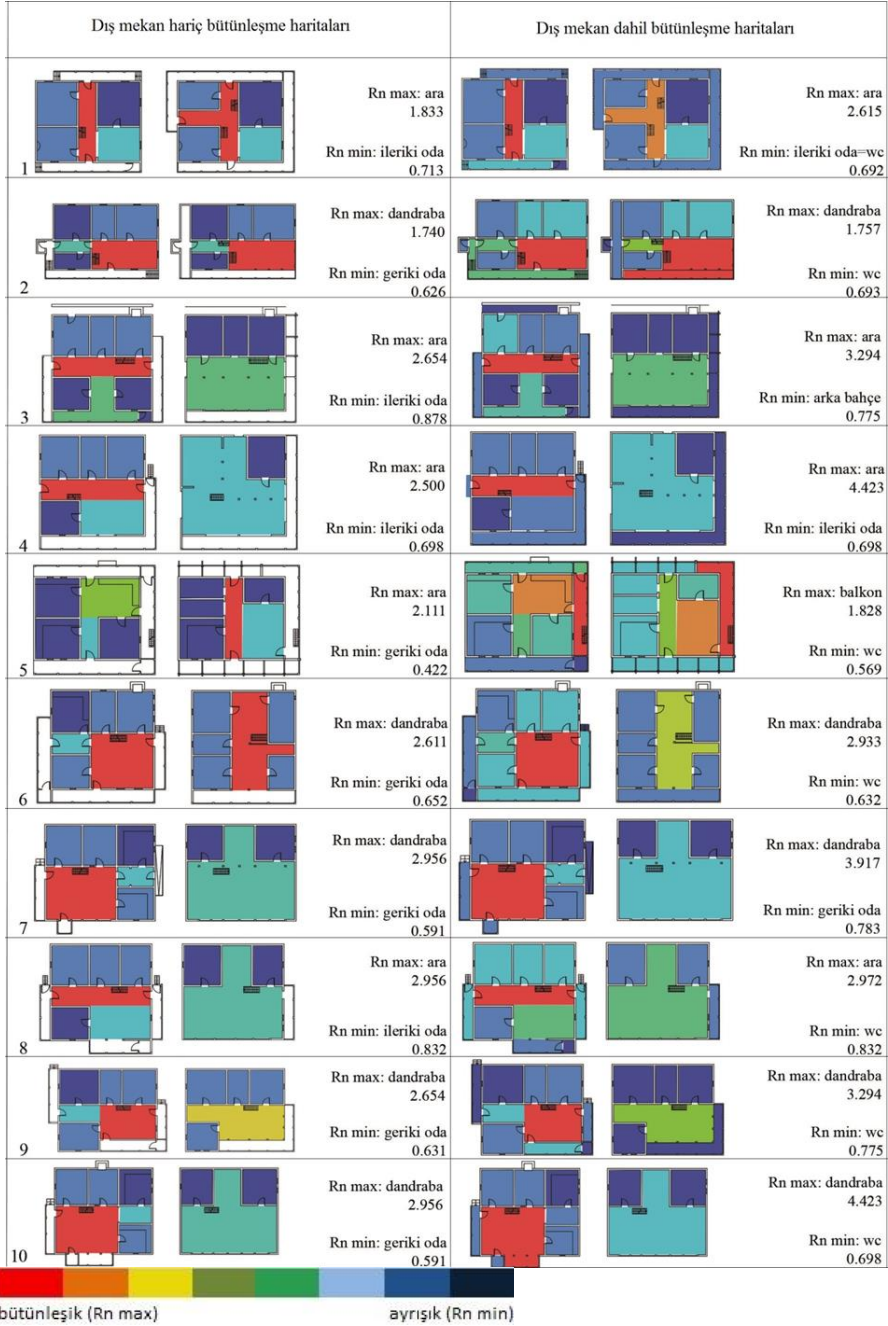 Dış mekan hariç bütünleşme haritaları
Dış mekan dahil bütünleşme haritaları
1
Rn max: ara
1.833
Rn min: ileriki oda
0.713
Rn max: ara
2.615
Rn min: ileriki oda=wc
0.692
2
Rn max: dandraba
1.740
Rn min: geriki oda
0.626
Rn max: dandraba
1.757
Rn min: wc
0.693
3
Rn max: ara
2.654
Rn min: ileriki oda
0.878
Rn max: ara
3.294
Rn min: arka bahçe
0.775
4
Rn max: ara
2.500
Rn min: ileriki oda
0.698
Rn max: ara
4.423
Rn min: ileriki oda
0.698
5
Rn max: ara
2.111
Rn min: geriki oda
0.422
Rn max: balkon
1.828
Rn min: wc
0.569
6
Rn max: dandraba
2.611
Rn min: geriki oda
0.652
Rn max: dandraba
2.933
Rn min: wc
0.632
7
Rn max: dandraba
2.956
Rn min: geriki oda
0.591
Rn max: dandraba
3.917
Rn min: geriki oda
0.783
8
Rn max: ara
2.956
Rn min: ileriki oda
0.832
Rn max: ara
2.972
Rn min: wc
0.832
9
Rn max: dandraba
2.654
Rn min: geriki oda
0.631
Rn max: dandraba
3.294
Rn min: wc
0.775
10
Rn max: dandraba
2.956
Rn min: geriki oda
0.591
Rn max: dandraba
4.423
Rn min: wc
0.698
bütünleşik (Rn max)
ayrışık (Rn min)